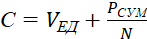 C = V_ЕД + P_СУМ / N